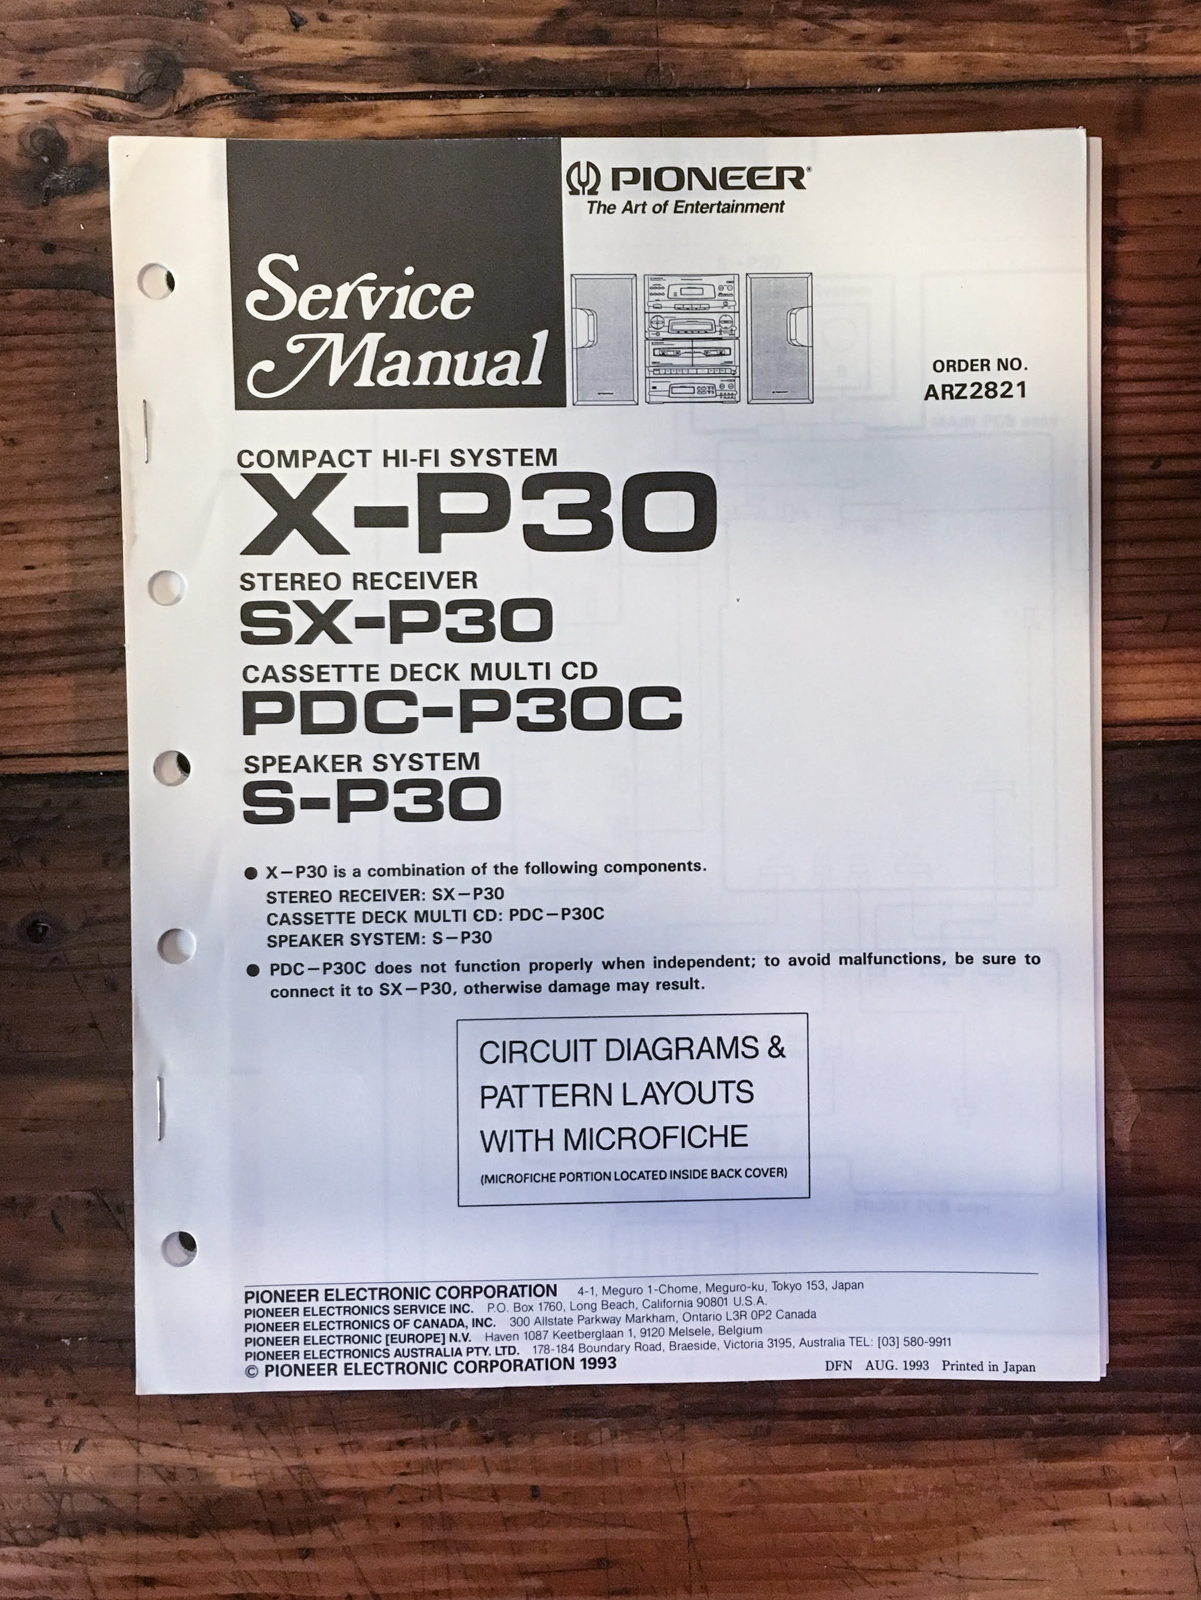 Service
Manual
PIONEER®
The Art of Entertainment
ORDER NO.
ARZ2821
COMPACT HI-FI SYSTEM
X-P30
STEREO RECEIVER
SX-P30
CASSETTE DECK MULTI CD
PDC-P30C
SPEAKER SYSTEM
S-P30
● X−P30 is a combination of the following components.
STEREO RECEIVER: SX−P30
CASSETTE DECK MULTI CD: PDC−P30C
SPEAKER SYSTEM: S−P30
● PDC−P30C does not function properly when independent; to avoid malfunctions, be sure to
connect it to SX−P30, otherwise damage may result.
CIRCUIT DIAGRAMS &
PATTERN LAYOUTS
WITH MICROFICHE
(MICROFICHE PORTION LOCATED INSIDE BACK COVER)
PIONEER ELECTRONIC CORPORATION 4-1, Meguro 1-Chome, Meguro-ku, Tokyo 153, Japan
PIONEER ELECTRONICS SERVICE INC. P.O. Box 1760, Long Beach, California 90801 U.S.A.
PIONEER ELECTRONICS OF CANADA, INC. 300 Allstate Parkway Markham, Ontario L3R 0P2 Canada
PIONEER ELECTRONIC [EUROPE] N.V. Haven 1087 Keetberglaan 1, 9120 Melsele, Belgium
PIONEER ELECTRONICS AUSTRALIA PTY. LTD. 178-184 Boundary Road, Braeside, Victoria 3195, Australia TEL: [03] 580-9911
© PIONEER ELECTRONIC CORPORATION 1993
DFN AUG. 1993 Printed in Japan